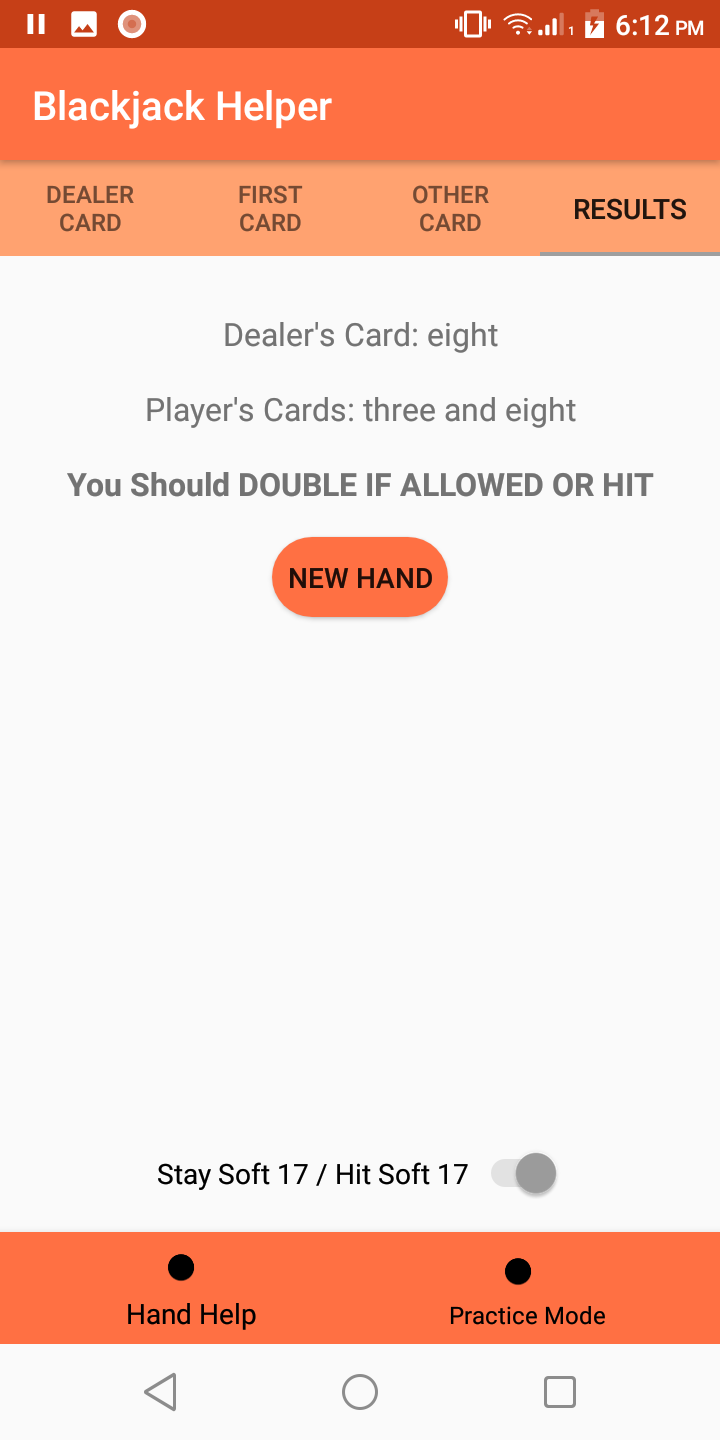 6:12 PM
Blackjack Helper
DEALER CARD
FIRST CARD
OTHER CARD
RESULTS
Dealer's Card: eight
Player's Cards: three and eight
You Should DOUBLE IF ALLOWED OR HIT
NEW HAND
Stay Soft 17 / Hit Soft 17
Hand Help
Practice Mode